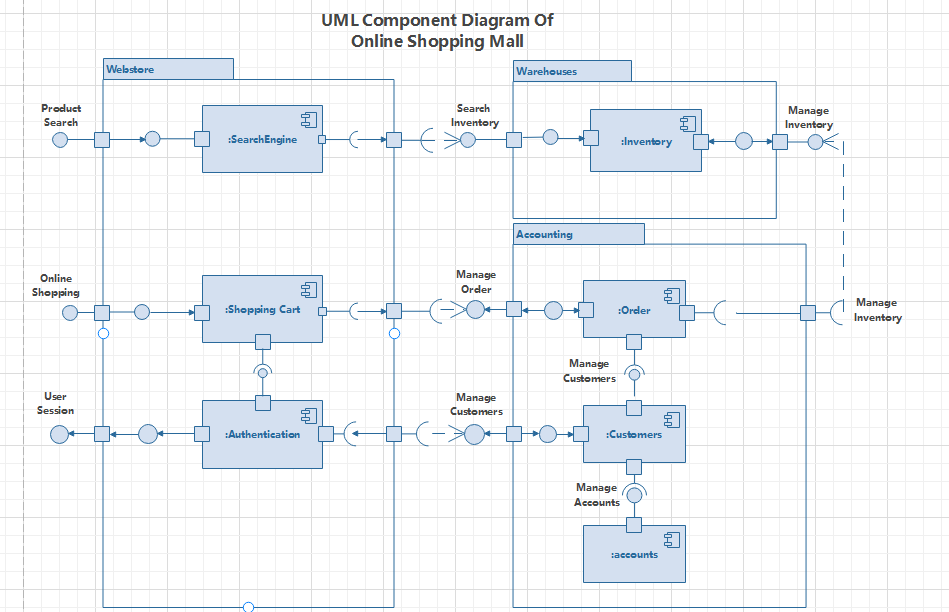 UML Component Diagram Of
Online Shopping Mall
Webstore
Warehouses
Product
Search
:SearchEngine
Search
Inventory
:Inventory
Manage
Inventory
Accounting
Online
Shopping
:Shopping Cart
Manage
Order
:Order
Manage
Inventory
Manage
Customers
User
Session
:Authentication
Manage
Customers
:Customers
Manage
Accounts
:accounts